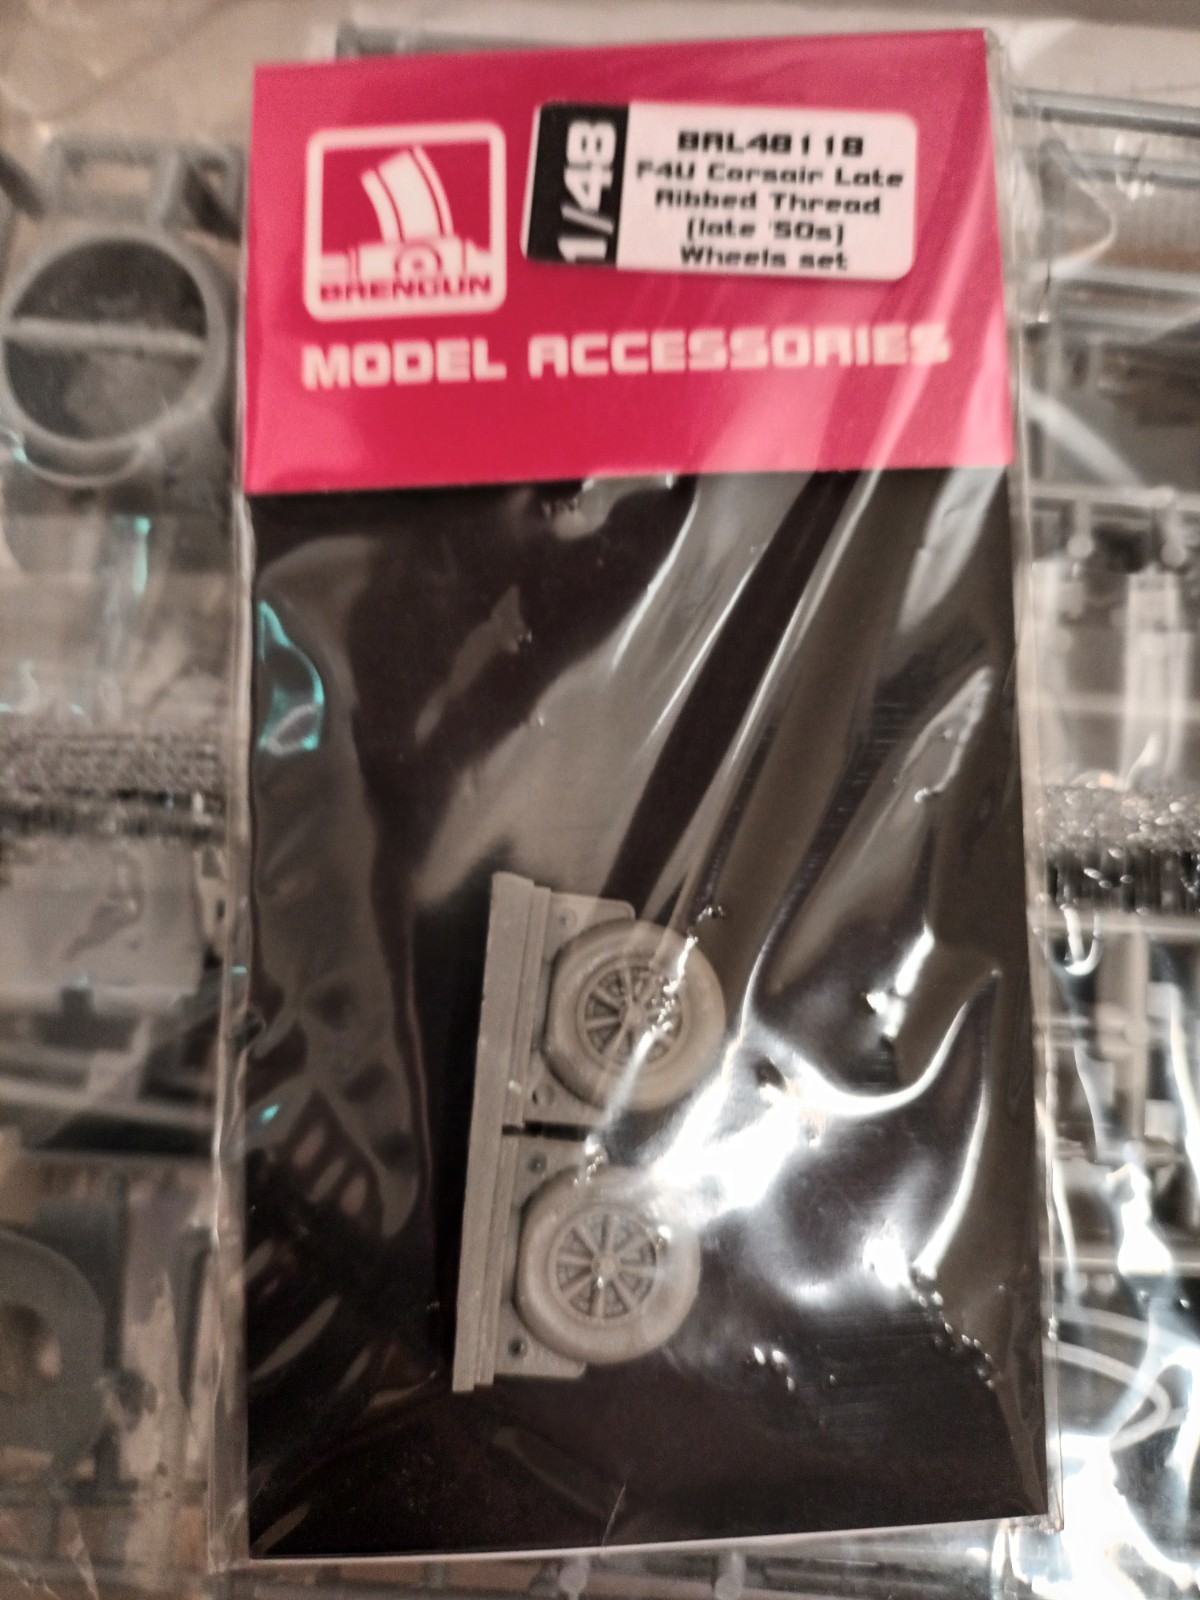 BRENGUN
1/48
BRL48118
F4U Corsair Late
Ribbed Thread
(late '50s)
Wheels set
MODEL ACCESSORIES